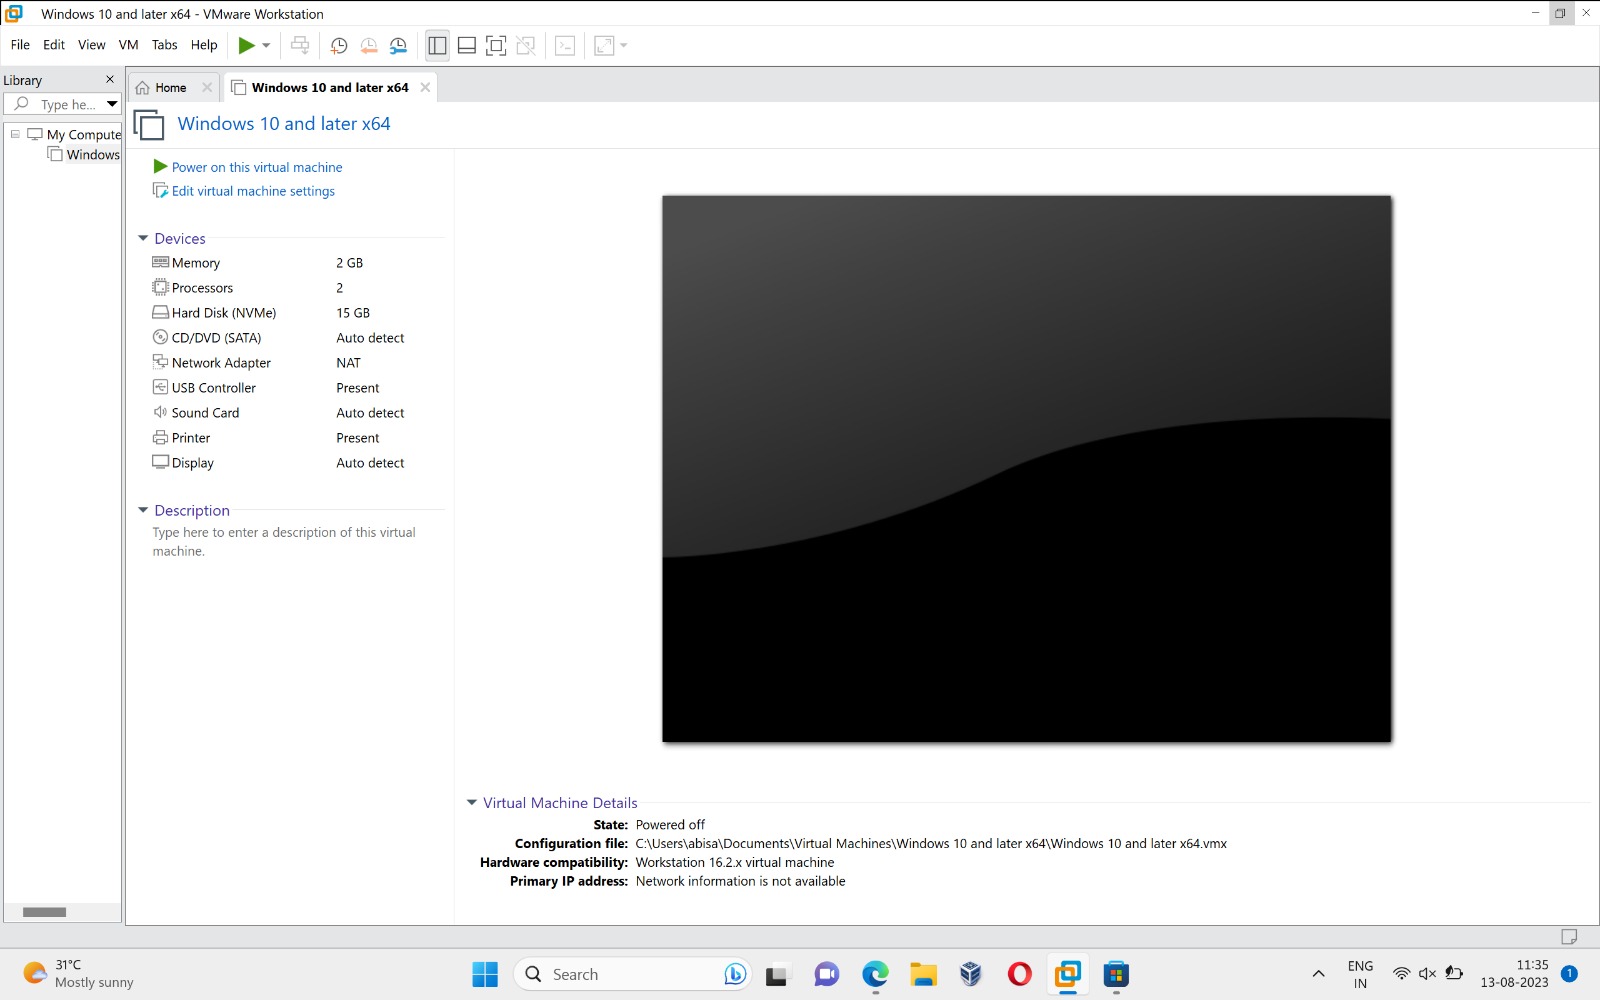 Windows 10 and later x64 - VMware Workstation
File Edit View VM Tabs Help
Library
Type he...
Home
Windows 10 and later x64
My Compute
Windows
Windows 10 and later x64
Power on this virtual machine
Edit virtual machine settings
Devices
Memory 2 GB
Processors 2
Hard Disk (NVMe) 15 GB
CD/DVD (SATA) Auto detect
Network Adapter NAT
USB Controller Present
Sound Card Auto detect
Printer Present
Display Auto detect
Description
Type here to enter a description of this virtual
machine.
Virtual Machine Details
State: Powered off
Configuration file: C:\Users\abisa\Documents\Virtual Machines\Windows 10 and later x64\Windows 10 and later x64.vmx
Hardware compatibility: Workstation 16.2.x virtual machine
Primary IP address: Network information is not available
31°C
Mostly sunny
Search
ENG
IN
11:35
13-08-2023
1